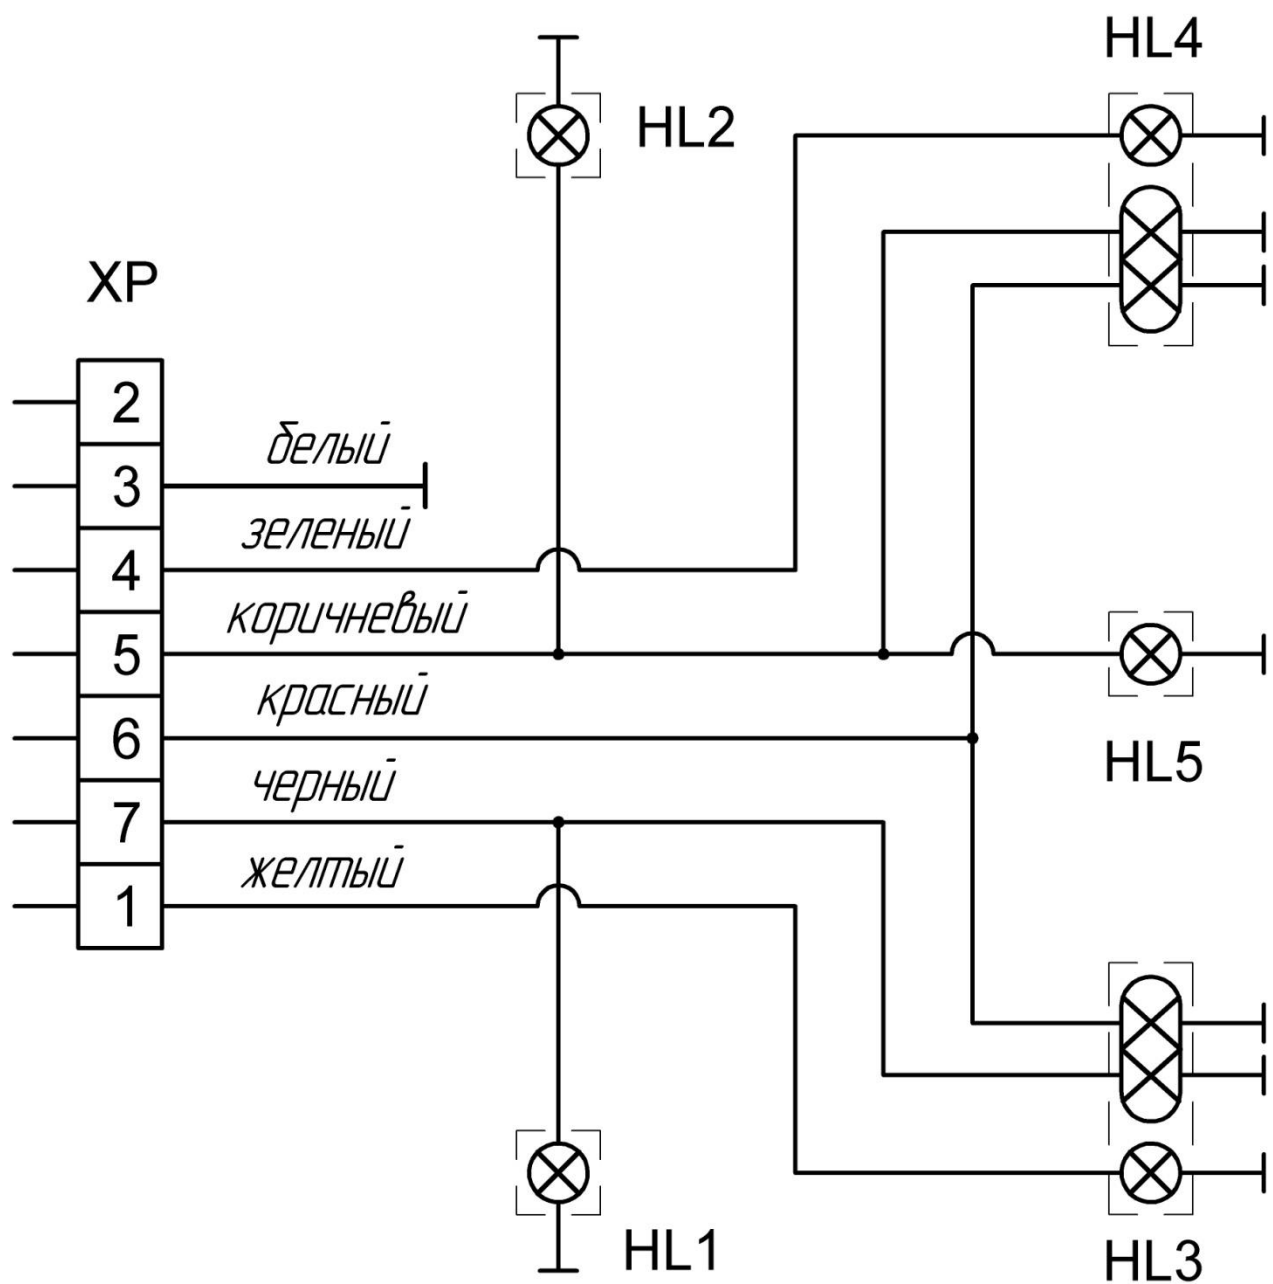 HL4
HL2
XP
2
белый
3
зеленый
4
коричневый
5
красный
6
HL5
черный
7
желтый
1
HL1
HL3